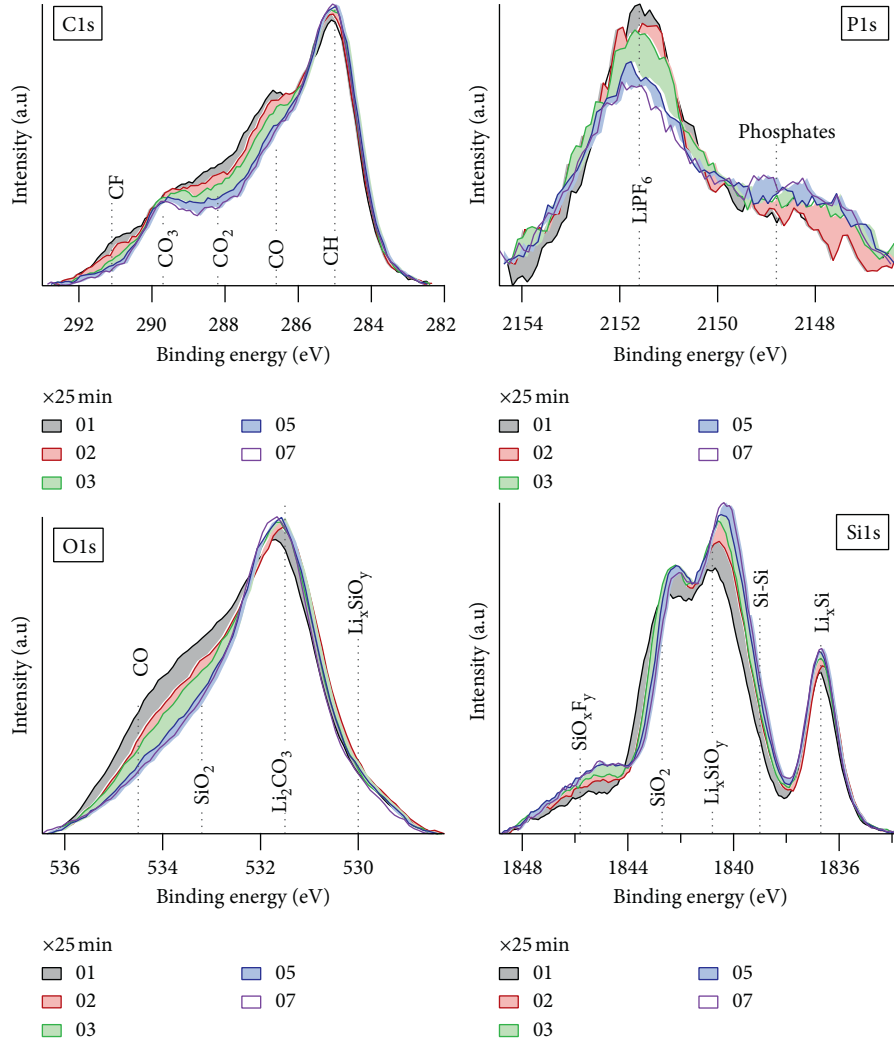 C1s
Intensity (a.u)
CF
CO3
CO2
CO
CH
292 290 288 286 284 282
Binding energy (eV)
×25 min
01
02
03
05
07
P1s
Intensity (a.u)
LiPF6
Phosphates
2154 2152 2150 2148
Binding energy (eV)
×25 min
01
02
03
05
07
O1s
Intensity (a.u)
CO
SiO2
Li2CO3
LixSiOy
536 534 532 530
Binding energy (eV)
×25 min
01
02
03
05
07
Si1s
Intensity (a.u)
SiOxFy
SiO2
LixSiOy
Si-Si
LixSi
1848 1844 1840 1836
Binding energy (eV)
×25 min
01
02
03
05
07